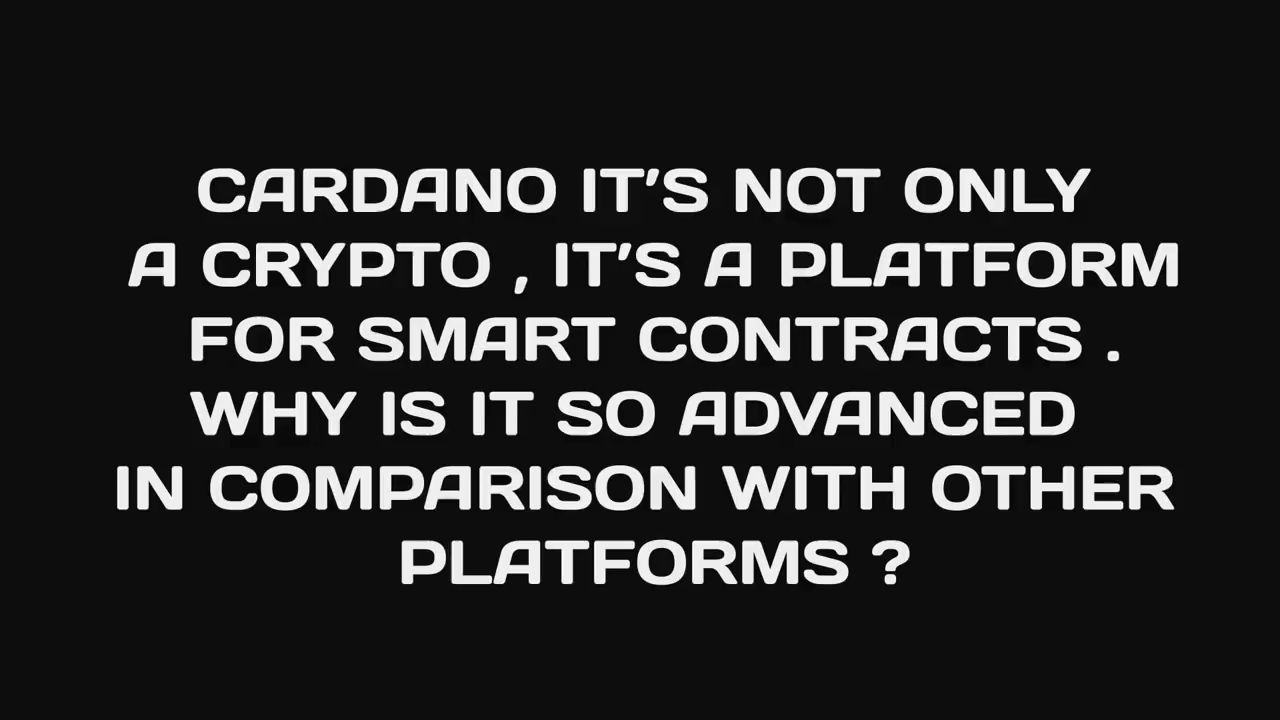 CARDANO IT'S NOT ONLY
A CRYPTO , IT'S A PLATFORM
FOR SMART CONTRACTS .
WHY IS IT SO ADVANCED
IN COMPARISON WITH OTHER
PLATFORMS ?